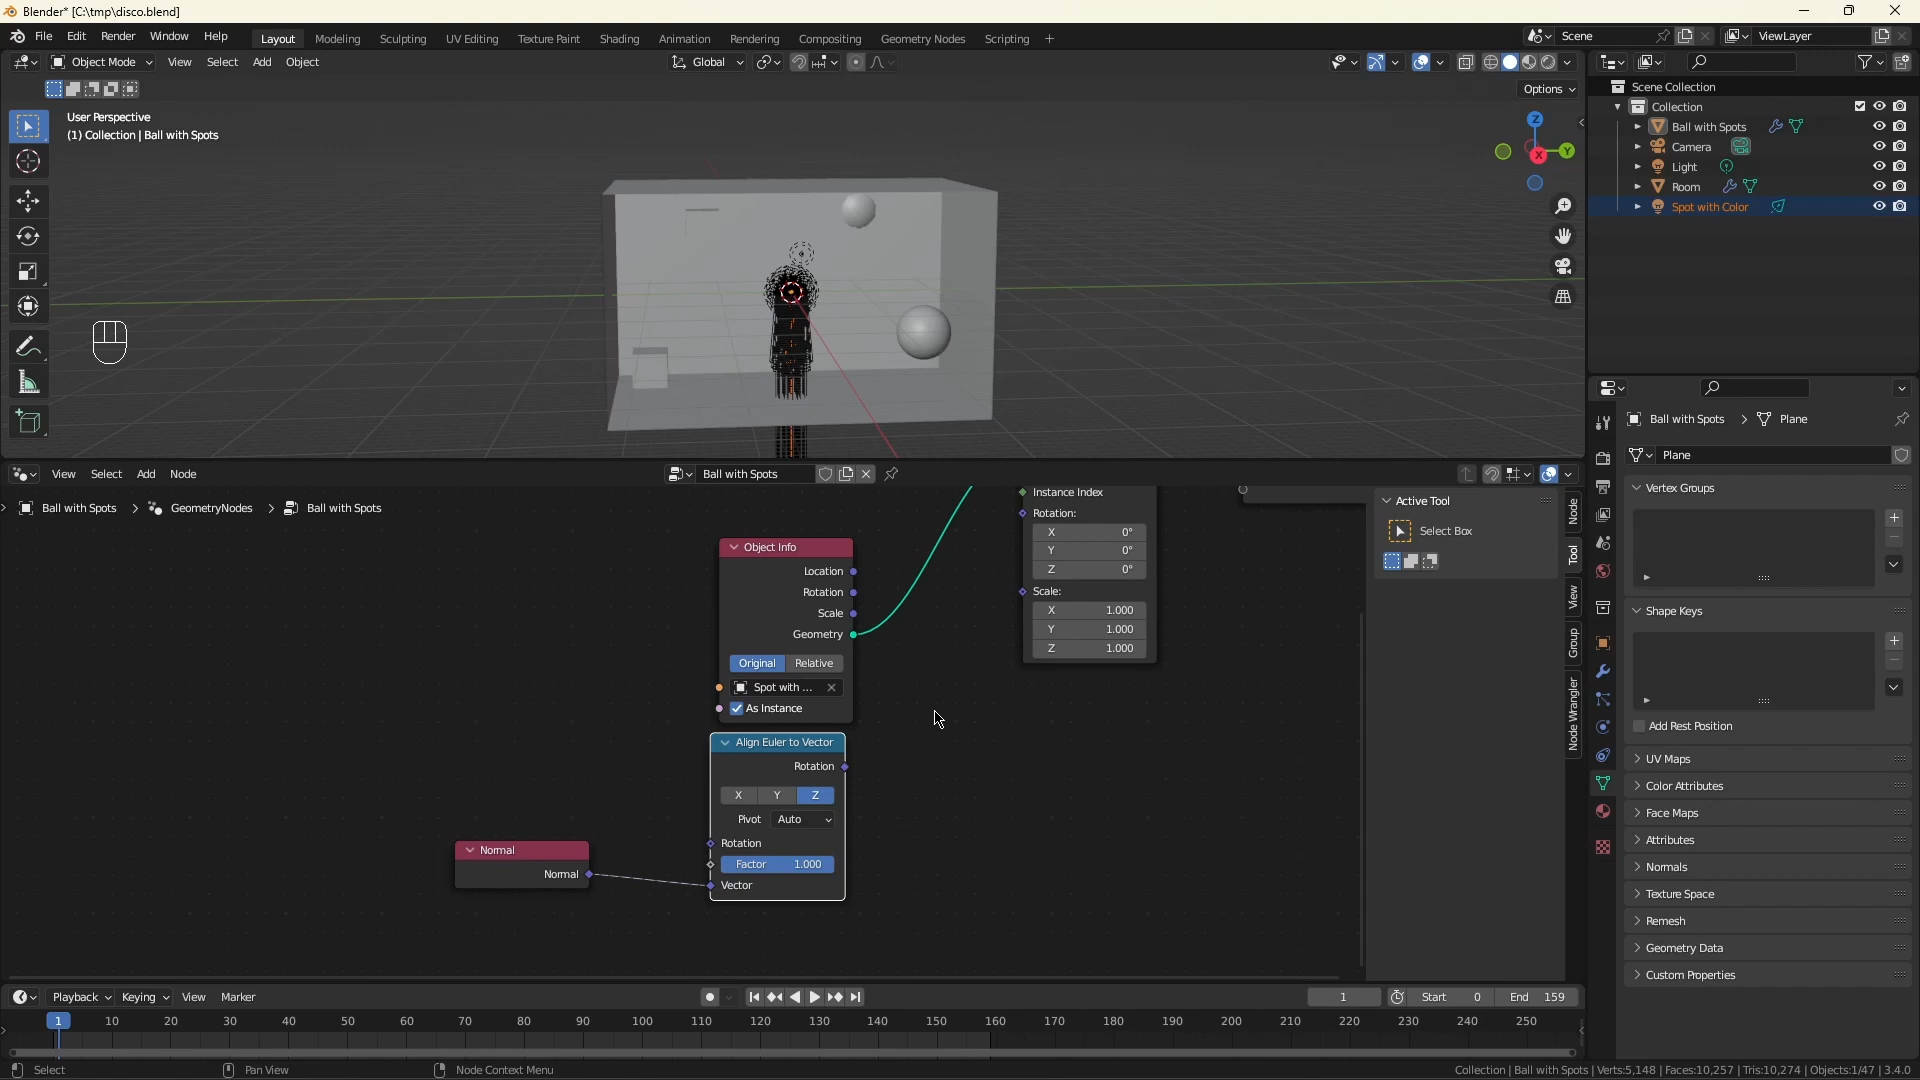 Blender* [C:\tmp\disco.blend]
File Edit Render Window Help Layout Modeling Sculpting UV Editing Texture Paint Shading Animation Rendering Compositing Geometry Nodes Scripting + Scene ViewLayer
Object Mode View Select Add Object Global
Options
User Perspective
(1) Collection | Ball with Spots
Z
Y
X
Scene Collection
Collection
Ball with Spots
Camera
Light
Room
Spot with Color
Ball with Spots > Plane
Plane
Vertex Groups
Shape Keys
Add Rest Position
UV Maps
Color Attributes
Face Maps
Attributes
Normals
Texture Space
Remesh
Geometry Data
Custom Properties
View Select Add Node Ball with Spots
Ball with Spots > GeometryNodes > Ball with Spots
Object Info
Location
Rotation
Scale
Geometry
Original Relative
Spot with ...
As Instance
Instance Index
Rotation:
X 0°
Y 0°
Z 0°
Scale:
X 1.000
Y 1.000
Z 1.000
Align Euler to Vector
Rotation
X Y Z
Pivot Auto
Rotation
Factor 1.000
Vector
Normal
Normal
Active Tool
Select Box
Node
Tool
View
Group
Node Wrangler
Playback Keying View Marker 1 Start 0 End 159
1 10 20 30 40 50 60 70 80 90 100 110 120 130 140 150 160 170 180 190 200 210 220 230 240 250
Select Pan View Node Context Menu Collection | Ball with Spots | Verts:5,148 | Faces:10,257 | Tris:10,274 | Objects:1/47 | 3.4.0